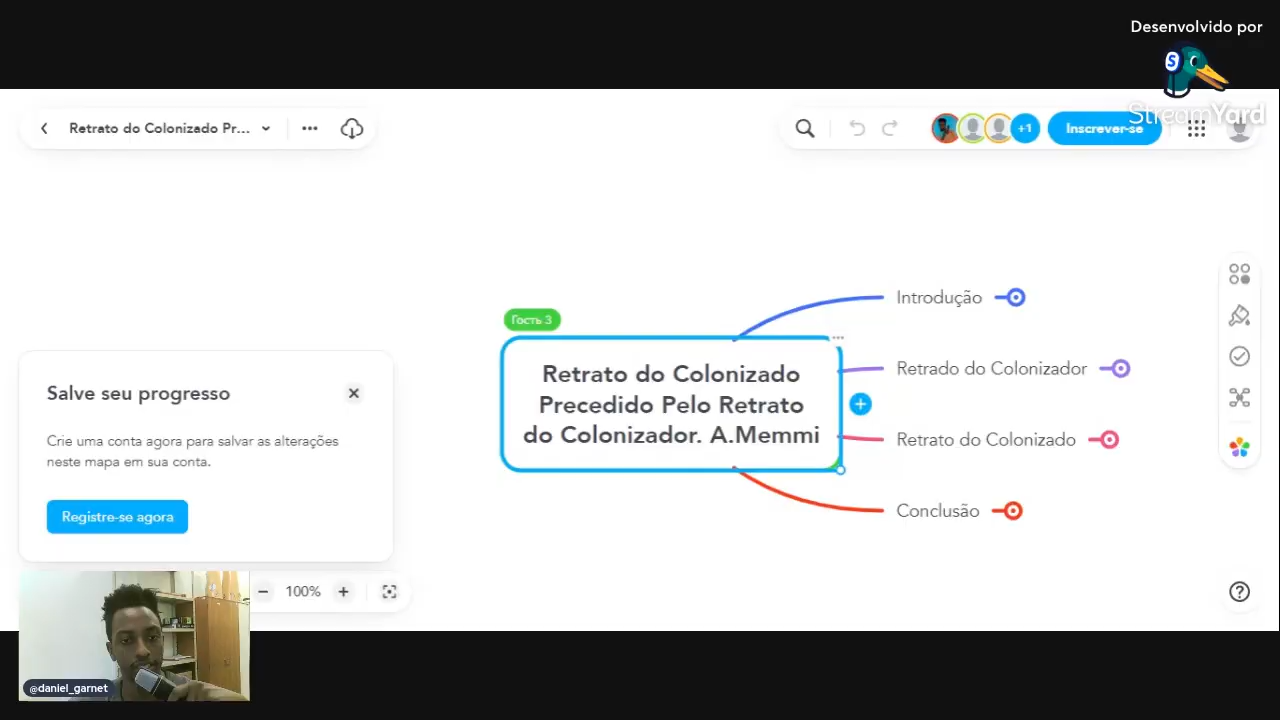 Desenvolvido por
StreamYard
Retrato do Colonizado Pr...
+1
Inscrever-se
Гость 3
Introdução
Retrado do Colonizador
Retrato do Colonizado
Precedido Pelo Retrato
do Colonizador. A.Memmi
Retrato do Colonizado
Conclusão
Salve seu progresso
Crie uma conta agora para salvar as alterações
neste mapa em sua conta.
Registre-se agora
100%
@daniel_garnet